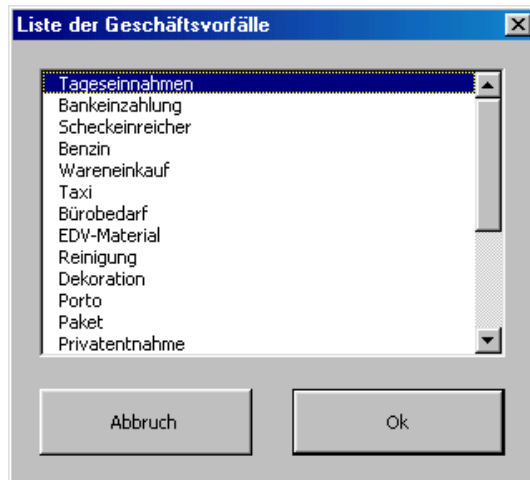 Liste der Geschäftsvorfälle
Tageseinnahmen
Bankeinzahlung
Scheckeinreicher
Benzin
Wareneinkauf
Taxi
Bürobedarf
EDV-Material
Reinigung
Dekoration
Porto
Paket
Privatentnahme
Abbruch Ok